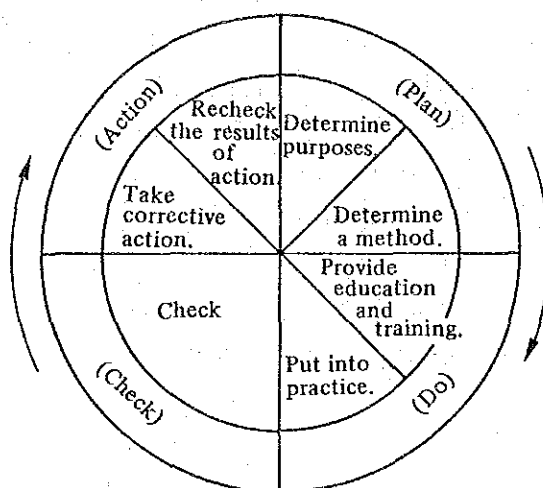 (Plan)
Determine
purposes.
Determine
a method.
(Do)
Provide
education
and
training.
Put into
practice.
(Check)
Check
(Action)
Take
corrective
action.
Recheck
the results
of
action.